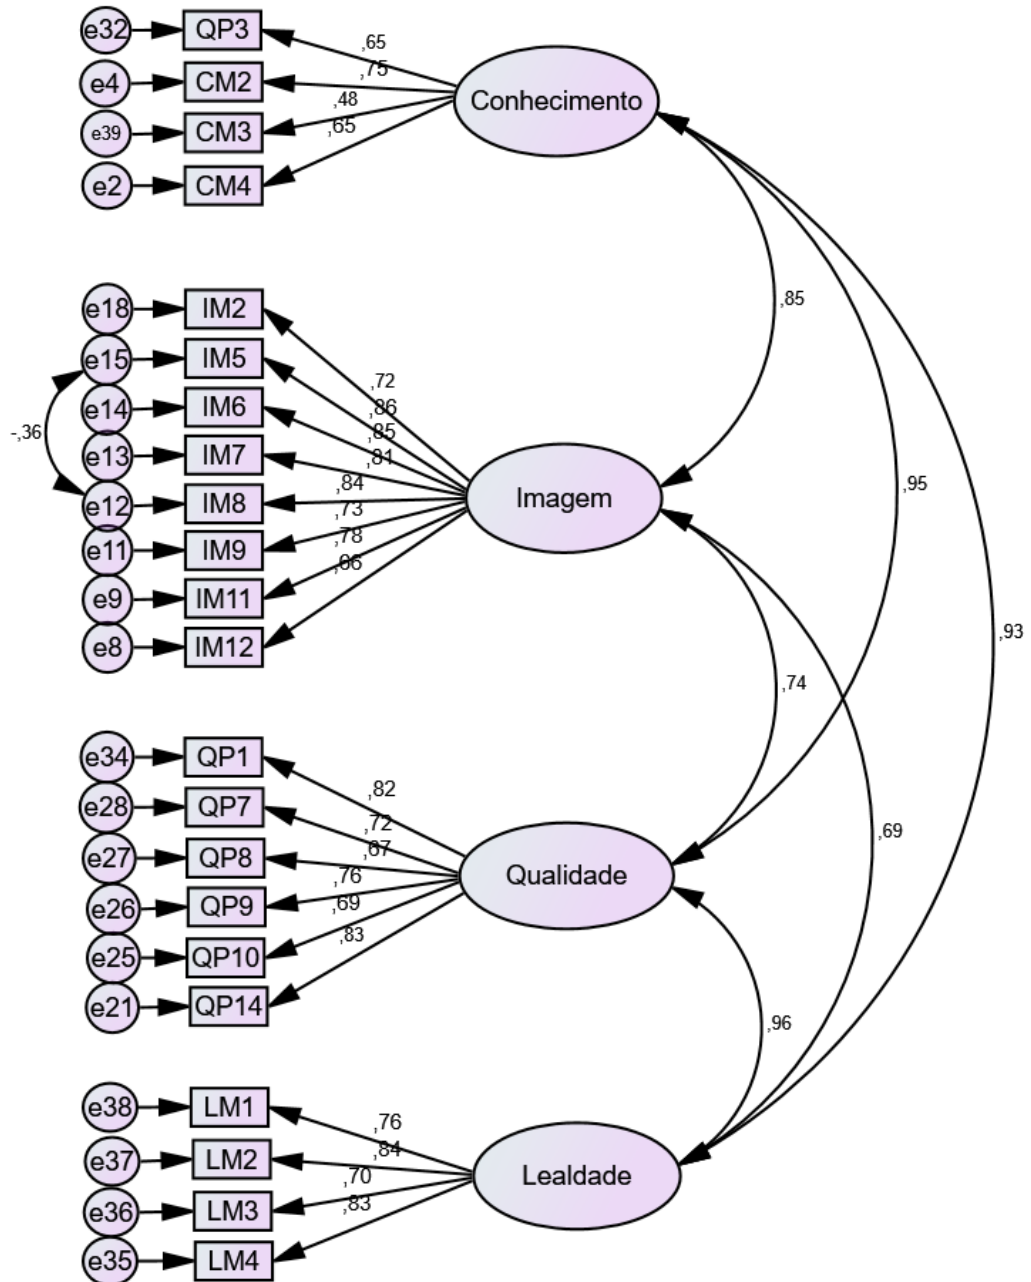 e32 QP3
,65
e4 CM2
,75
Conhecimento
e39 CM3
,48
e2 CM4
,65
,85
e18 IM2
e15 IM5
,72
e14 IM6
,86
-,36
,85
e13 IM7
,81
e12 IM8
,84
Imagem
,95
,73
e11 IM9
,78
,66
e9 IM11
e8 IM12
,93
,74
e34 QP1
,82
e28 QP7
,72
,69
e27 QP8
,67
Qualidade
e26 QP9
,76
,69
e25 QP10
,83
e21 QP14
,96
e38 LM1
,76
e37 LM2
,84
Lealdade
e36 LM3
,70
,83
e35 LM4